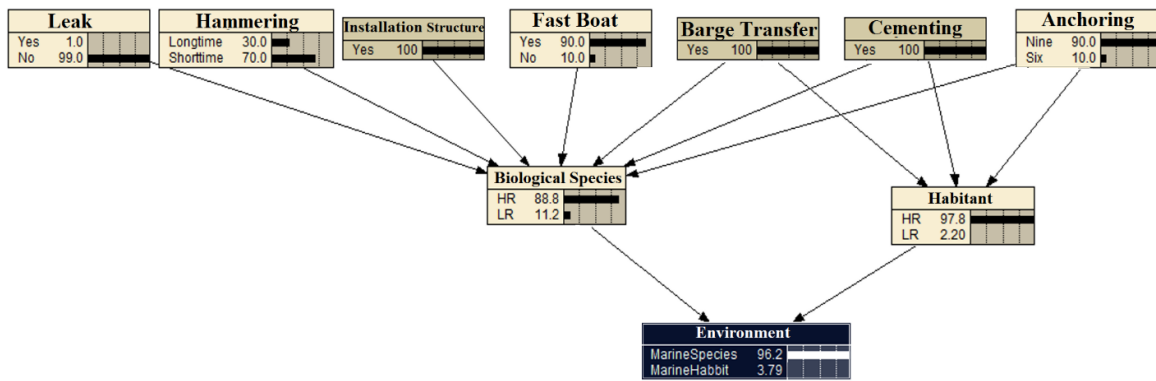 Leak
Yes 1.0
No 99.0
Hammering
Longtime 30.0
Shorttime 70.0
Installation Structure
Yes 100
Fast Boat
Yes 90.0
No 10.0
Barge Transfer
Yes 100
Cementing
Yes 100
Anchoring
Nine 90.0
Six 10.0
Biological Species
HR 88.8
LR 11.2
Habitant
HR 97.8
LR 2.20
Environment
MarineSpecies 96.2
MarineHabbit 3.79